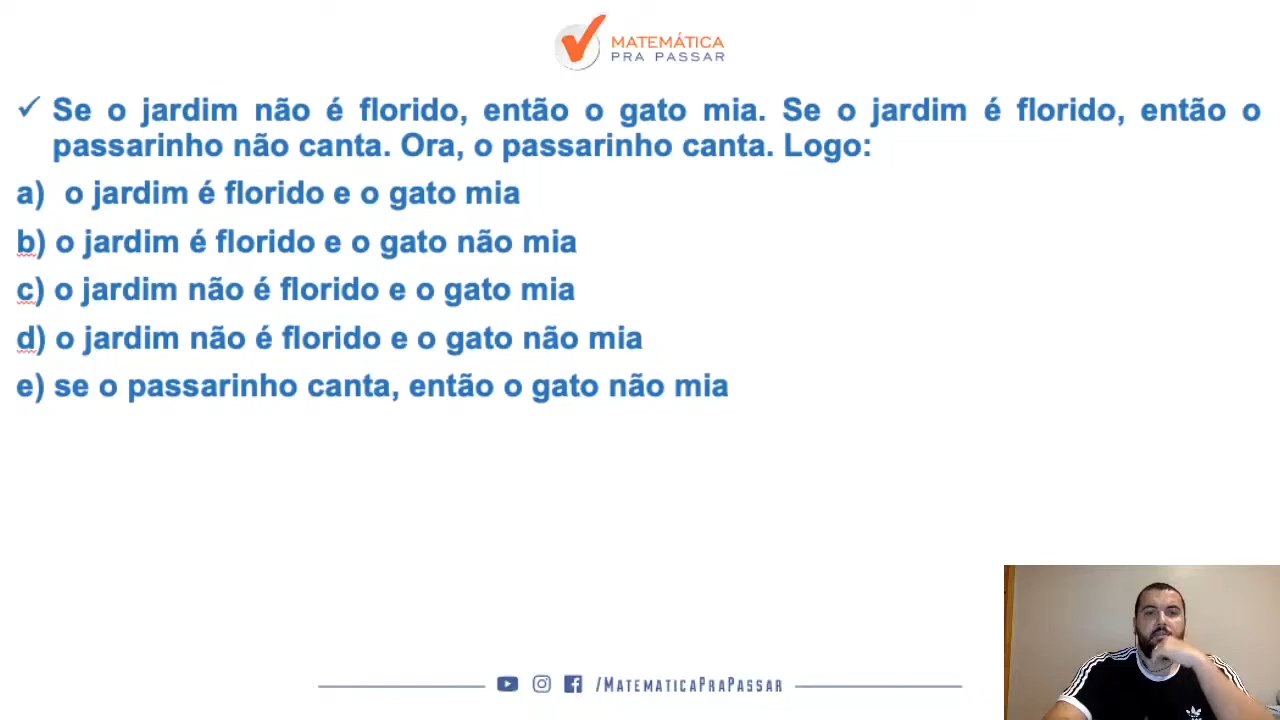 MATEMÁTICA
PRA PASSAR
✓ Se o jardim não é florido, então o gato mia. Se o jardim é florido, então o
passarinho não canta. Ora, o passarinho canta. Logo:
a) o jardim é florido e o gato mia
b) o jardim é florido e o gato não mia
c) o jardim não é florido e o gato mia
d) o jardim não é florido e o gato não mia
e) se o passarinho canta, então o gato não mia
/MATEMATICAPRAPASSAR